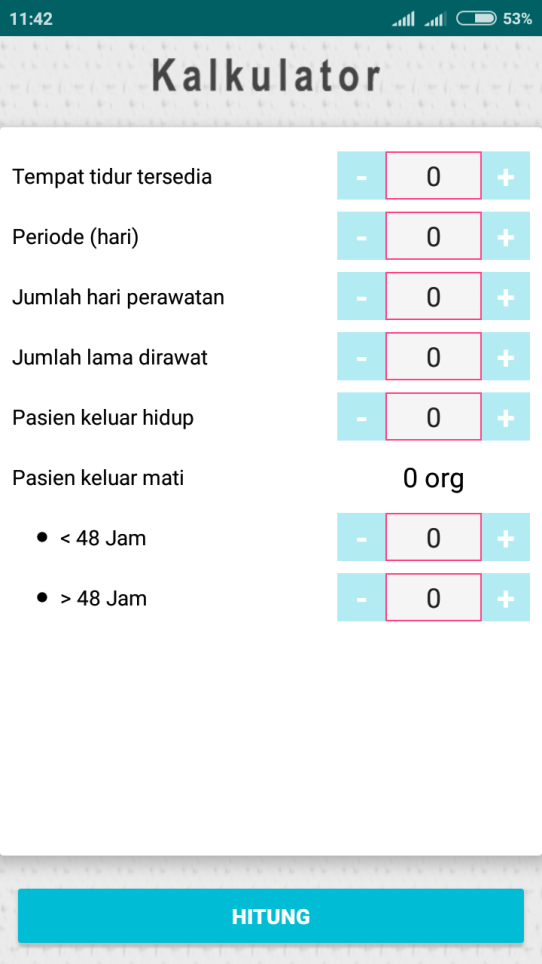 11:42
53%
Kalkulator
Tempat tidur tersedia - 0 +
Periode (hari) - 0 +
Jumlah hari perawatan - 0 +
Jumlah lama dirawat - 0 +
Pasien keluar hidup - 0 +
Pasien keluar mati 0 org
• < 48 Jam - 0 +
• > 48 Jam - 0 +
HITUNG